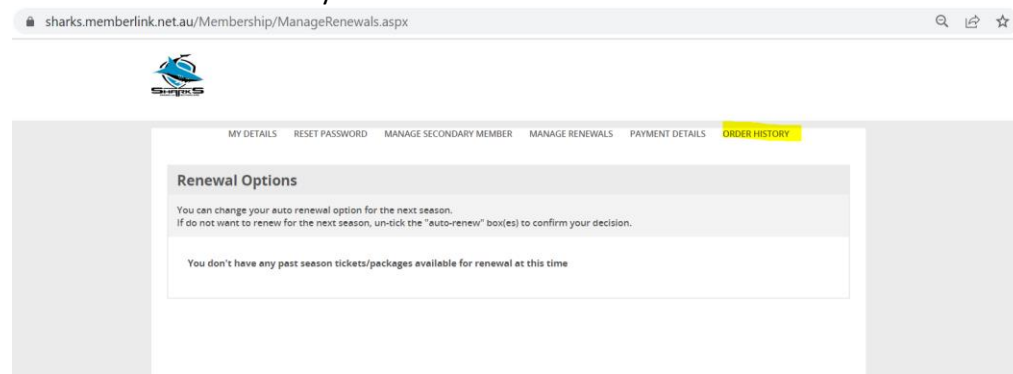 sharks.memberlink.net.au/Membership/ManageRenewals.aspx
SHARKS
MY DETAILS RESET PASSWORD MANAGE SECONDARY MEMBER MANAGE RENEWALS PAYMENT DETAILS ORDER HISTORY
Renewal Options
You can change your auto renewal option for the next season.
If do not want to renew for the next season, un-tick the "auto-renew" box(es) to confirm your decision.
You don't have any past season tickets/packages available for renewal at this time